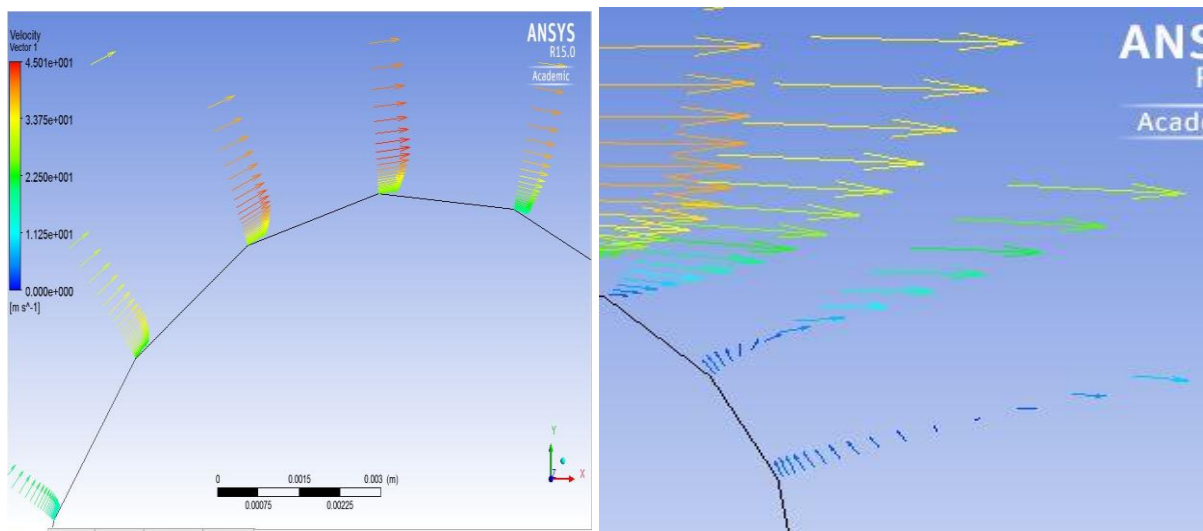 Velocity
Vector 1
4.501e+001
3.375e+001
2.250e+001
1.125e+001
0.000e+000
[m s^-1]
ANSYS
R15.0
Academic
Y
X
Z
0
0.0015
0.003 (m)
0.00075
0.00225
ANS
Acade